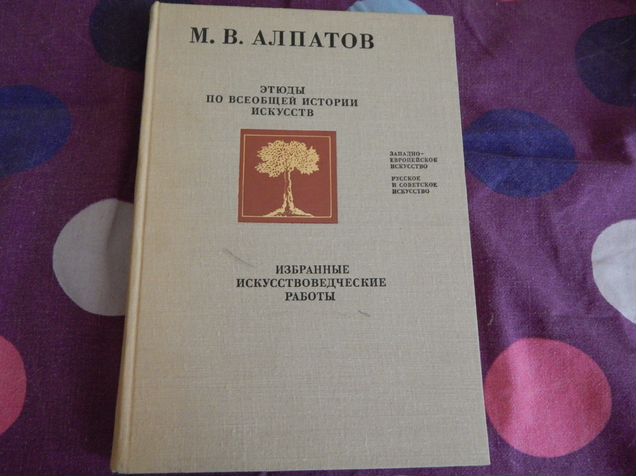 М. В. АЛПАТОВ
ЭТЮДЫ
ПО ВСЕОБЩЕЙ ИСТОРИИ
ИСКУССТВ
ЗАПАДНО-
ЕВРОПЕЙСКОЕ
ИСКУССТВО
РУССКОЕ
И СОВЕТСКОЕ
ИСКУССТВО
ИЗБРАННЫЕ
ИСКУССТВОВЕДЧЕСКИЕ
РАБОТЫ